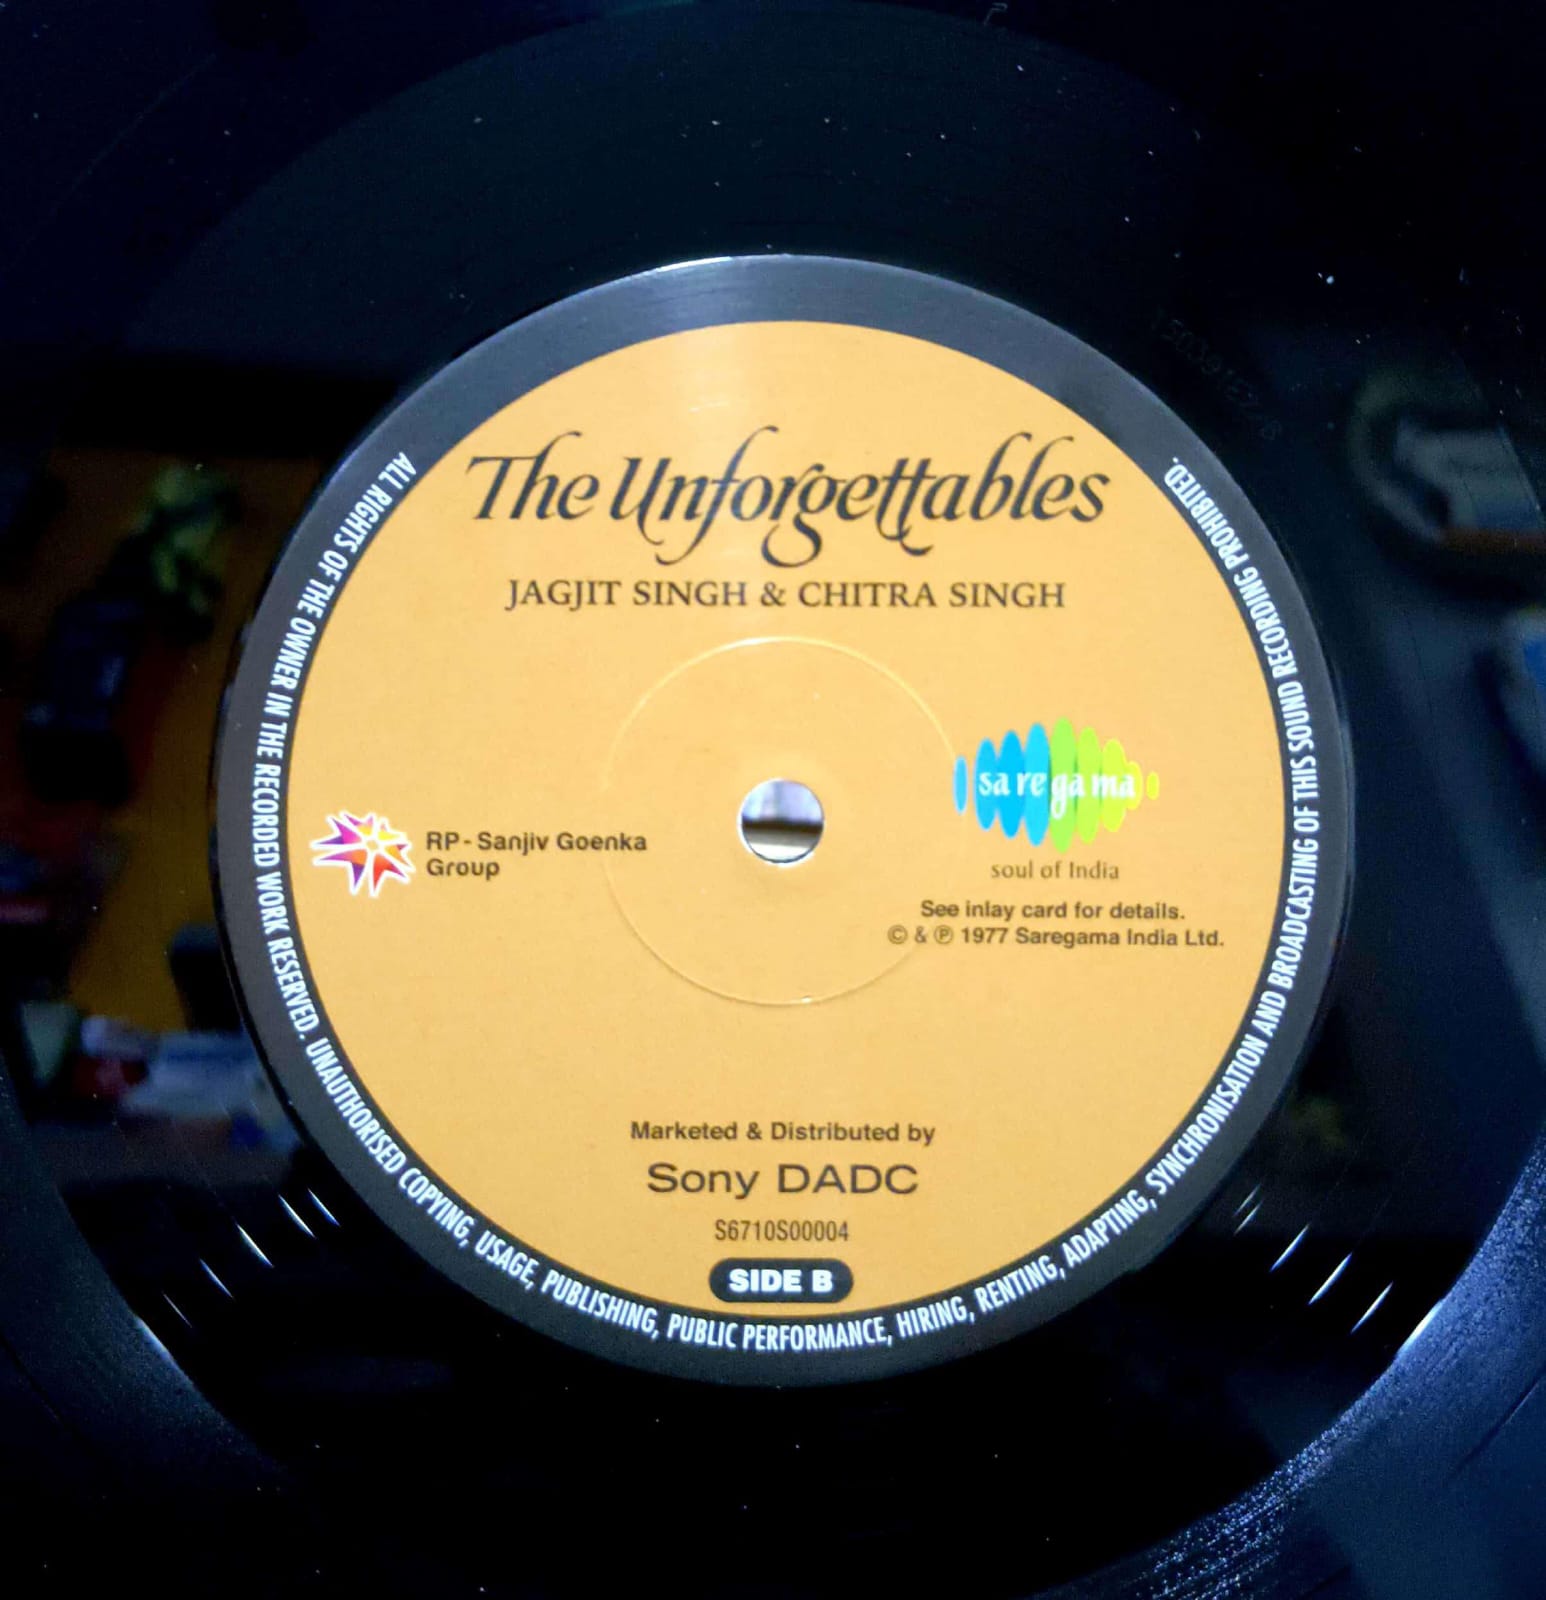 The Unforgettables
JAGJIT SINGH & CHITRA SINGH
sa re ga ma
soul of India
RP-Sanjiv Goenka
Group
See inlay card for details.
© & ℗ 1977 Saregama India Ltd.
Marketed & Distributed by
Sony DADC
S6710S00004
SIDE B
ALL RIGHTS OF THE OWNER IN THE RECORDED WORK RESERVED. UNAUTHORISED COPYING, USAGE, PUBLISHING, PUBLIC PERFORMANCE, HIRING, RENTING, ADAPTING, SYNCHRONISATION AND BROADCASTING OF THIS SOUND RECORDING PROHIBITED.